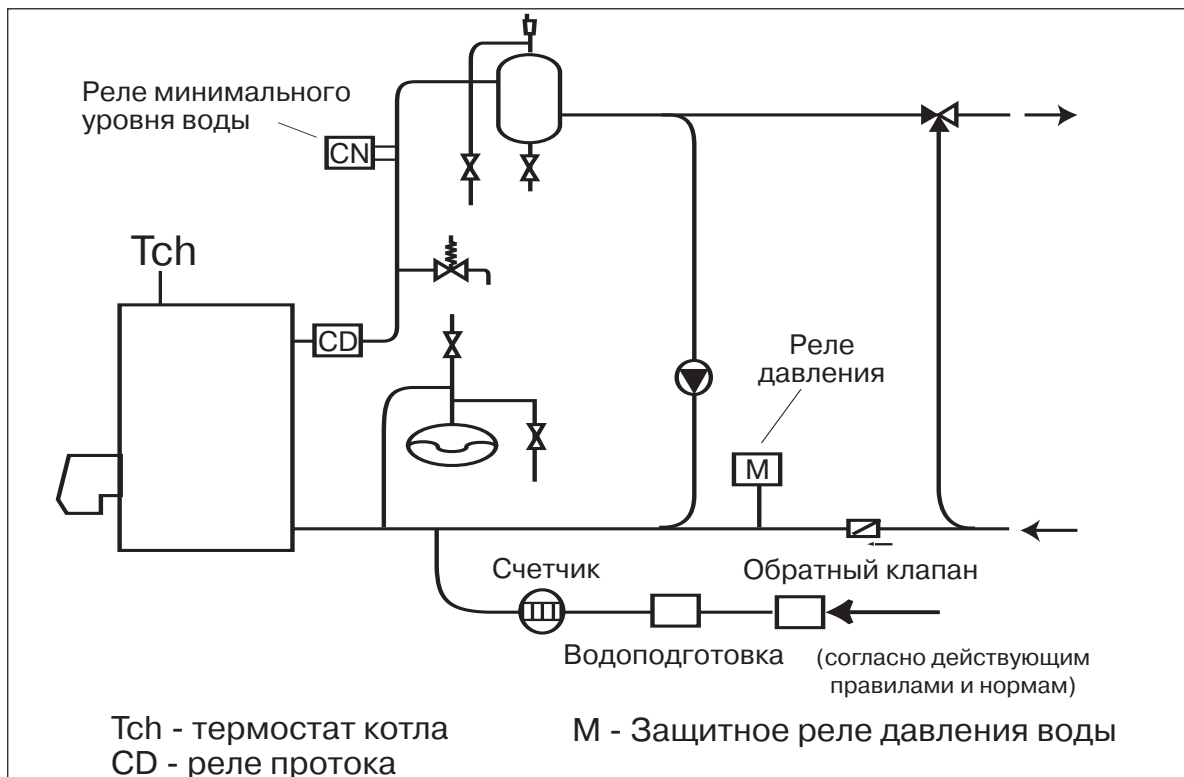 Реле минимального
уровня воды
CN
Tch
CD
Реле
давления
M
Счетчик
Обратный клапан
Водоподготовка
(согласно действующим
правилами и нормам)
Tch - термостат котла
CD - реле протока
M - Защитное реле давления воды